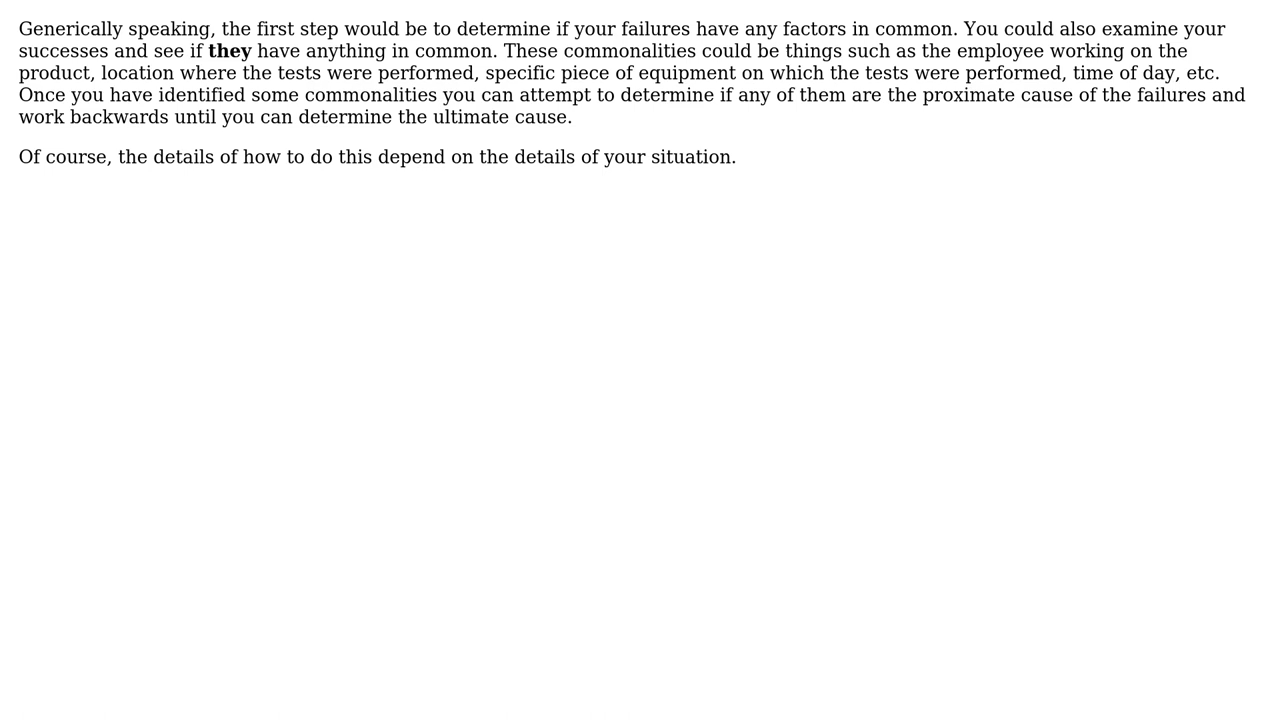 Generically speaking, the first step would be to determine if your failures have any factors in common. You could also examine your
successes and see if they have anything in common. These commonalities could be things such as the employee working on the
product, location where the tests were performed, specific piece of equipment on which the tests were performed, time of day, etc.
Once you have identified some commonalities you can attempt to determine if any of them are the proximate cause of the failures and
work backwards until you can determine the ultimate cause.
Of course, the details of how to do this depend on the details of your situation.